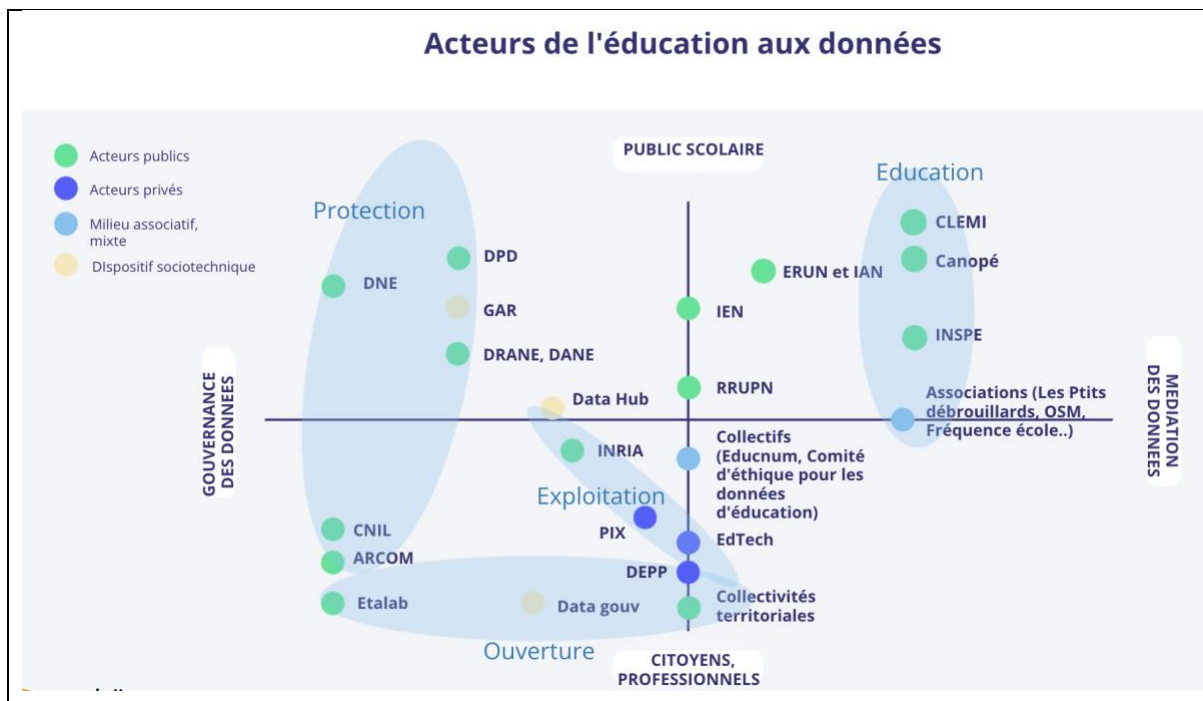 Acteurs de l'éducation aux données
Acteurs publics
Acteurs privés
Milieu associatif,
mixte
DIspositif sociotechnique
PUBLIC SCOLAIRE
Education
Protection
CLEMI
DPD
Canopé
ERUN et IAN
DNE
GAR
IEN
INSPE
DRANE, DANE
RRUPN
Data Hub
Associations (Les Ptits
débrouillards, OSM,
Fréquence école..)
GOUVERNANCE
DES DONNEES
MEDIATION
DES DONNEES
Collectifs
(Educnum, Comité
d'éthique pour les
données
d'éducation)
INRIA
Exploitation
PIX
CNIL
EdTech
ARCOM
DEPP
Etalab
Data gouv
Collectivités
territoriales
Ouverture
CITOYENS,
PROFESSIONNELS